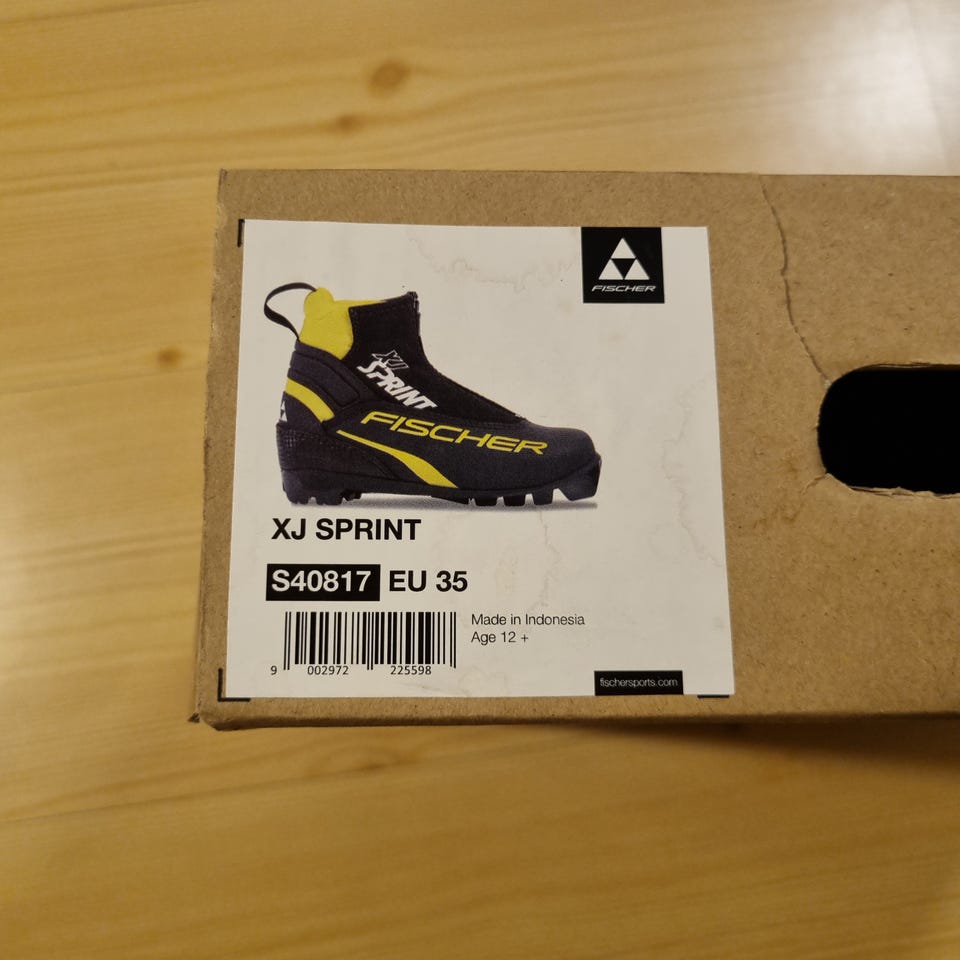 FISCHER
XJ
SPRINT
FISCHER
XJ SPRINT
S40817 EU 35
Made in Indonesia
Age 12 +
9 002972 225598
fischersports.com